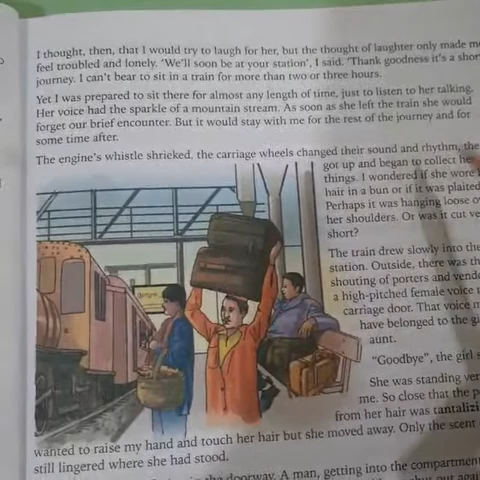 I thought, then, that I would try to laugh for her, but the thought of laughter only made me
feel troubled and lonely. 'We'll soon be at your station', I said. 'Thank goodness it's a short
journey. I can't bear to sit in a train for more than two or three hours.
Yet I was prepared to sit there for almost any length of time, just to listen to her talking.
Her voice had the sparkle of a mountain stream. As soon as she left the train she would
forget our brief encounter. But it would stay with me for the rest of the journey and for
some time after.
The engine's whistle shrieked, the carriage wheels changed their sound and rhythm, the
got up and began to collect her
things. I wondered if she wore
hair in a bun or if it was plaited
Perhaps it was hanging loose
her shoulders. Or was it cut
short?
The train drew slowly into the
station. Outside, there was
shouting of porters and
a high-pitched female voice
carriage door. That voice
have belonged to the
aunt.
"Goodbye", the girl
She was standing
me. So close that the
from her hair was
wanted to raise my hand and touch her hair but she moved away. Only the scent
still lingered where she had stood.
the doorway. A man, getting into the compartment